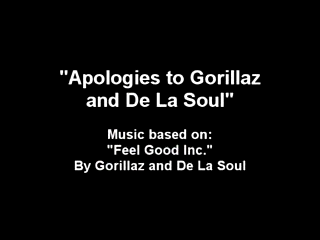 "Apologies to Gorillaz
and De La Soul"
Music based on:
"Feel Good Inc."
By Gorillaz and De La Soul